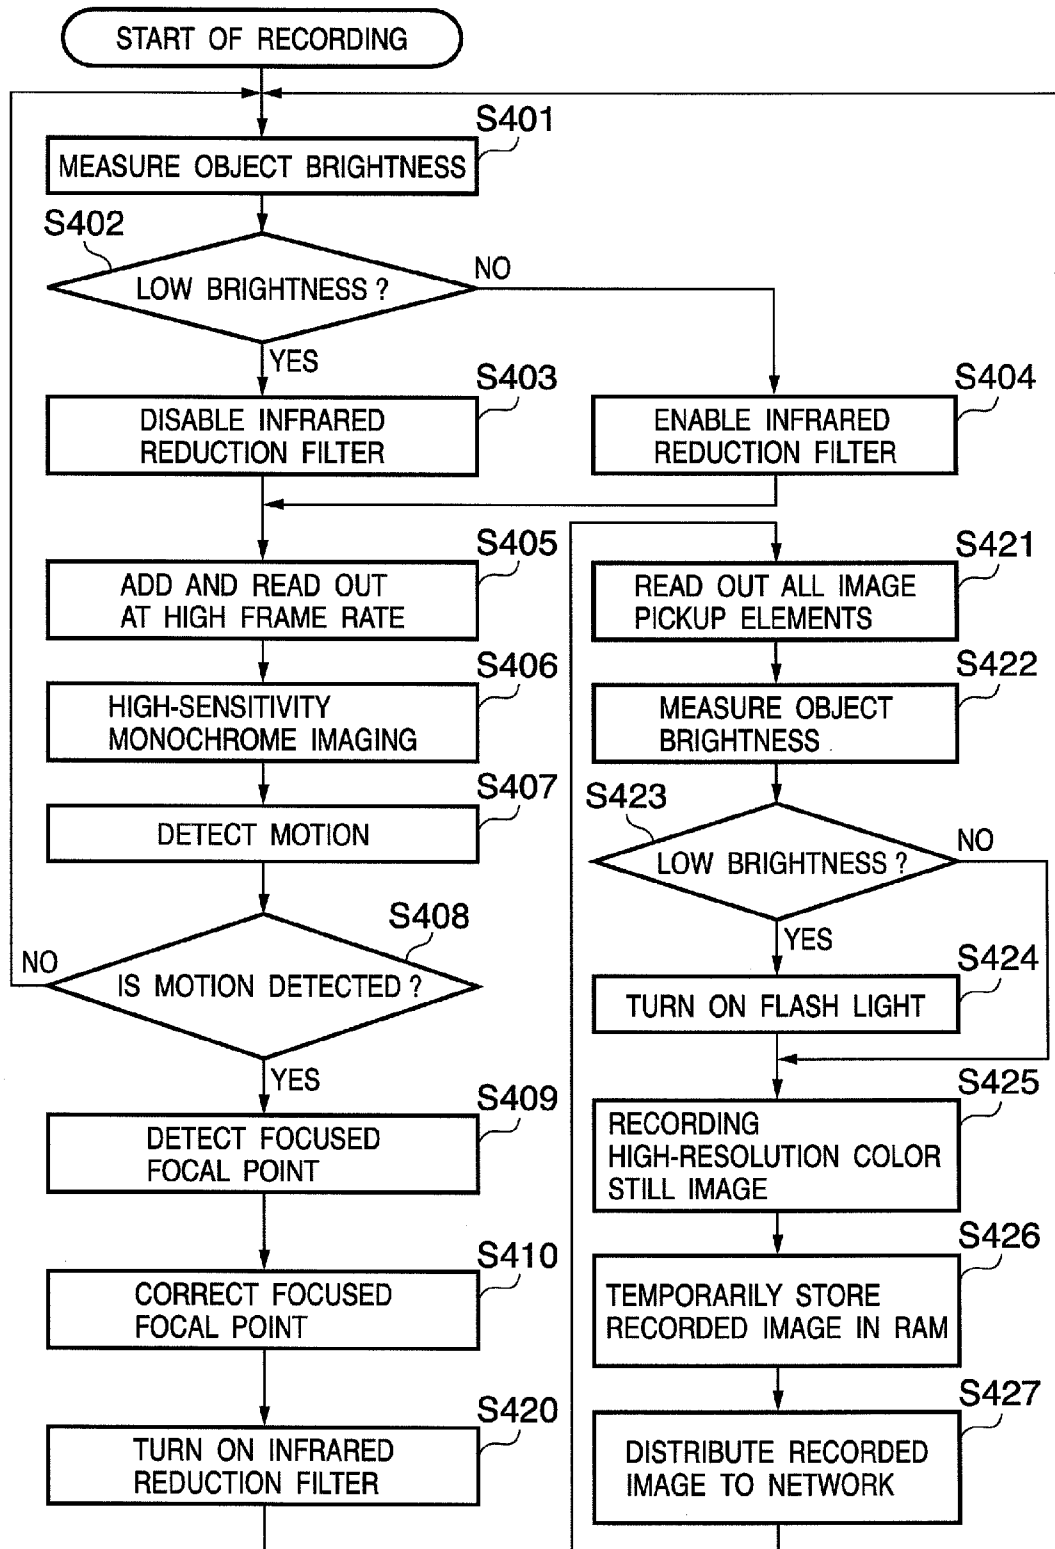 START OF RECORDING
S401
MEASURE OBJECT BRIGHTNESS
S402
LOW BRIGHTNESS ?
NO
YES
S403
DISABLE INFRARED
REDUCTION FILTER
S404
ENABLE INFRARED
REDUCTION FILTER
S405
ADD AND READ OUT
AT HIGH FRAME RATE
S406
HIGH-SENSITIVITY
MONOCHROME IMAGING
S407
DETECT MOTION
S408
IS MOTION DETECTED ?
NO
YES
S409
DETECT FOCUSED
FOCAL POINT
S410
CORRECT FOCUSED
FOCAL POINT
S420
TURN ON INFRARED
REDUCTION FILTER
S421
READ OUT ALL IMAGE
PICKUP ELEMENTS
S422
MEASURE OBJECT
BRIGHTNESS
S423
LOW BRIGHTNESS ?
NO
YES
S424
TURN ON FLASH LIGHT
S425
RECORDING
HIGH-RESOLUTION COLOR
STILL IMAGE
S426
TEMPORARILY STORE
RECORDED IMAGE IN RAM
S427
DISTRIBUTE RECORDED
IMAGE TO NETWORK